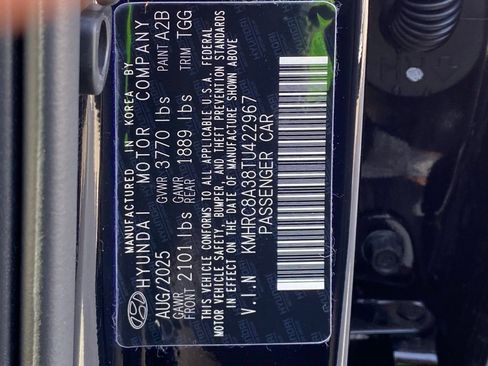 MANUFACTURED IN KOREA BY
HYUNDAI MOTOR COMPANY
AUG/2025 GVWR 3770 lbs PAINT A2B
GAWR FRONT 2101 lbs GAWR REAR 1889 lbs TRIM TGG
THIS VEHICLE CONFORMS TO ALL APPLICABLE U.S.A. FEDERAL
MOTOR VEHICLE SAFETY, BUMPER, AND THEFT PREVENTION STANDARDS
IN EFFECT ON THE DATE OF MANUFACTURE SHOWN ABOVE
V.I.N KMHRC8A38TU422967
PASSENGER CAR